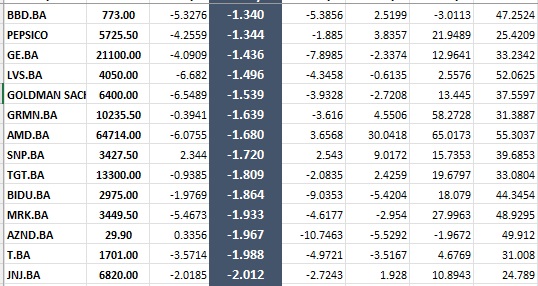 BBD.BA 773.00 -5.3276 -1.340 -5.3856 2.5199 -3.0113 47.2524
PEPSICO 5725.50 -4.2559 -1.344 -1.885 3.8357 21.9489 25.4209
GE.BA 21100.00 -4.0909 -1.436 -7.8985 -2.3374 12.9641 33.2342
LVS.BA 4050.00 -6.682 -1.496 -4.3458 -0.6135 2.5576 52.0625
GOLDMAN SACH 6400.00 -6.5489 -1.539 -3.9328 -2.7208 13.445 37.5597
GRMN.BA 10235.50 -0.3941 -1.639 -3.616 4.5506 58.2728 31.3887
AMD.BA 64714.00 -6.0755 -1.680 3.6568 30.0418 65.0173 55.3037
SNP.BA 3427.50 2.344 -1.720 2.543 9.0172 15.7353 39.6853
TGT.BA 13300.00 -0.9385 -1.809 -2.0835 2.4259 19.6797 33.0804
BIDU.BA 2975.00 -1.9769 -1.864 -9.0353 -5.4204 18.079 44.3454
MRK.BA 3449.50 -5.4673 -1.933 -4.6177 -2.954 27.9963 48.9295
AZND.BA 29.90 0.3356 -1.967 -10.7463 -5.5292 -1.9672 49.912
T.BA 1701.00 -3.5714 -1.988 -4.9721 -3.5167 4.6769 31.008
JNJ.BA 6820.00 -2.0185 -2.012 -2.7243 1.928 10.8943 24.789